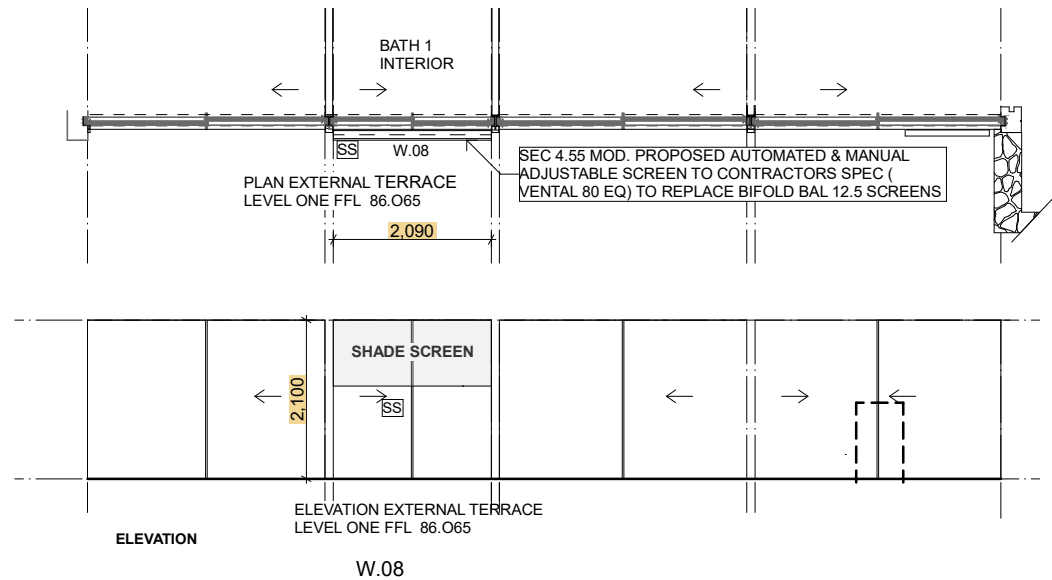 BATH 1
INTERIOR
SS
W.08
SEC 4.55 MOD. PROPOSED AUTOMATED & MANUAL
ADJUSTABLE SCREEN TO CONTRACTORS SPEC (
VENTAL 80 EQ) TO REPLACE BIFOLD BAL 12.5 SCREENS
PLAN EXTERNAL TERRACE
LEVEL ONE FFL 86.O65
2,090
SHADE SCREEN
2,100
SS
ELEVATION EXTERNAL TERRACE
LEVEL ONE FFL 86.O65
ELEVATION
W.08